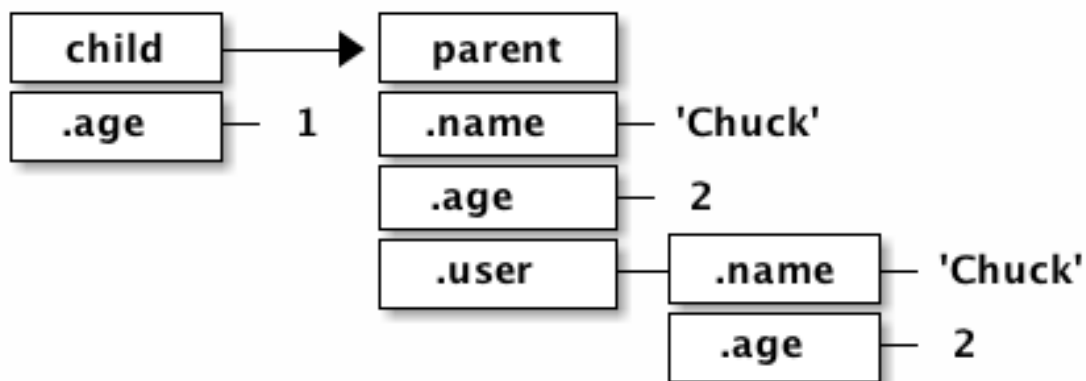 child parent
.age 1 .name 'Chuck'
.age 2
.user .name 'Chuck'
.age 2